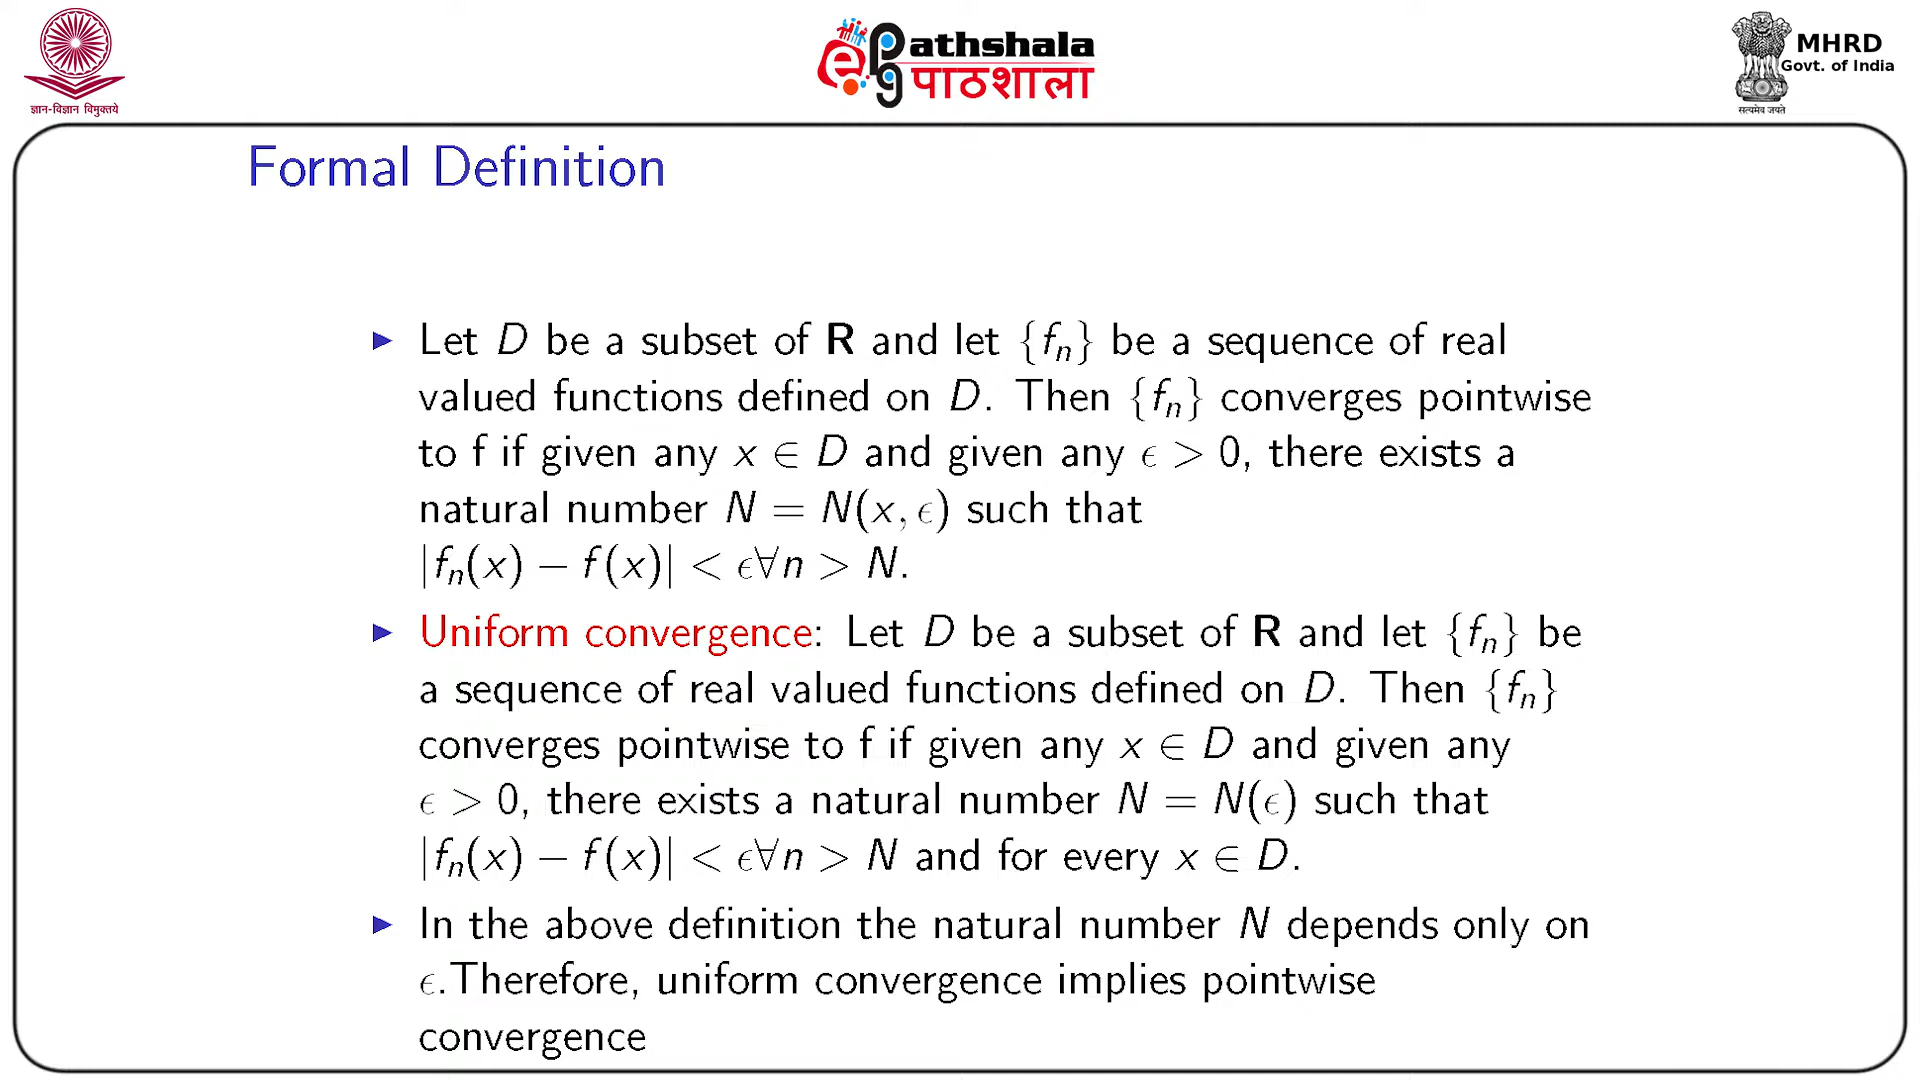 ज्ञान-विज्ञान विमुक्तये
ePG Pathshala
पाठशाला
MHRD
Govt. of India
सत्यमेव जयते
Formal Definition
▶ Let D be a subset of R and let {fₙ} be a sequence of real
valued functions defined on D. Then {fₙ} converges pointwise
to f if given any x ∈ D and given any ϵ > 0, there exists a
natural number N = N(x, ϵ) such that
|fₙ(x) − f(x)| < ϵ∀n > N.
▶ Uniform convergence: Let D be a subset of R and let {fₙ} be
a sequence of real valued functions defined on D. Then {fₙ}
converges pointwise to f if given any x ∈ D and given any
ϵ > 0, there exists a natural number N = N(ϵ) such that
|fₙ(x) − f(x)| < ϵ∀n > N and for every x ∈ D.
▶ In the above definition the natural number N depends only on
ϵ.Therefore, uniform convergence implies pointwise
convergence